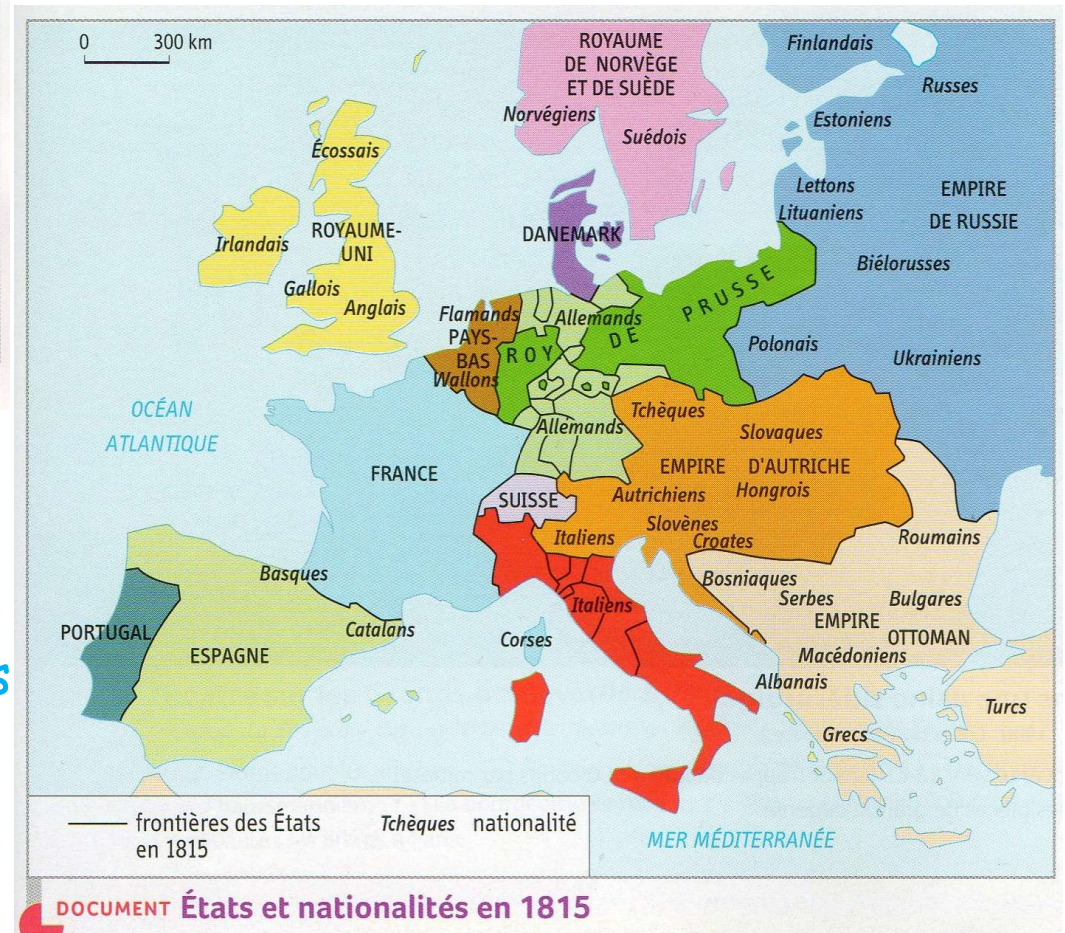 0 300 km
ROYAUME
DE NORVÈGE
ET DE SUÈDE
Norvégiens
Suédois
Finlandais
Russes
Estoniens
Lettons
Lituaniens
EMPIRE
DE RUSSIE
Biélorusses
Polonais
Ukrainiens
Écossais
Irlandais
ROYAUME-
UNI
Gallois
Anglais
DANEMARK
Flamands
PAYS-
BAS
Wallons
Allemands
ROY. DE PRUSSE
Allemands
OCÉAN
ATLANTIQUE
FRANCE
SUISSE
Tchèques
Slovaques
EMPIRE D'AUTRICHE
Autrichiens
Hongrois
Slovènes
Croates
Italiens
Italiens
Roumains
Bosniaques
Serbes
Bulgares
EMPIRE
OTTOMAN
Macédoniens
Albanais
Grecs
Turcs
Basques
Catalans
Corses
PORTUGAL
ESPAGNE
MER MÉDITERRANÉE
frontières des États
en 1815
Tchèques nationalité
DOCUMENT États et nationalités en 1815
s